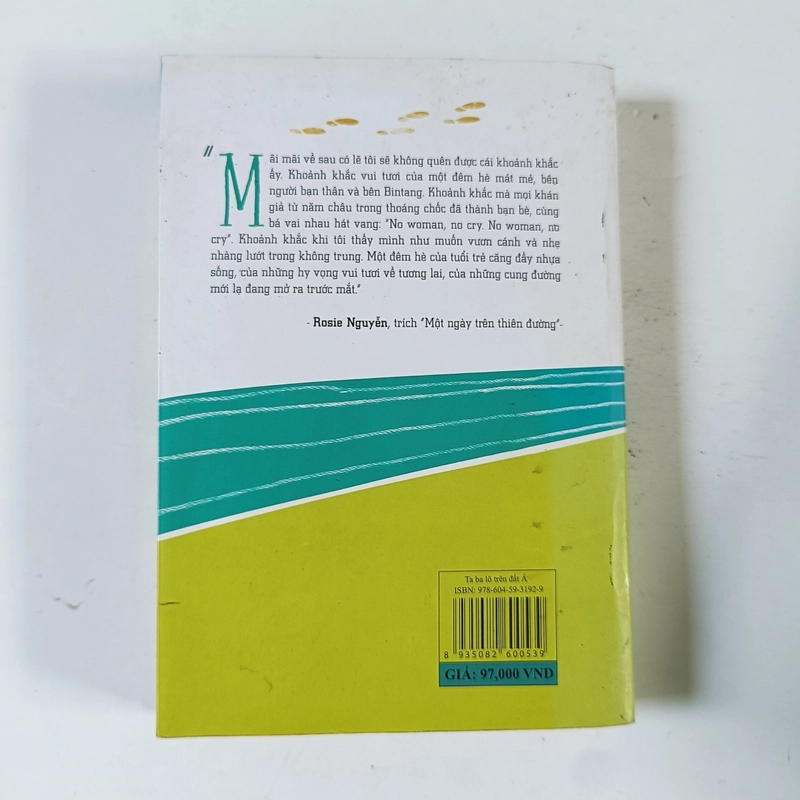 "Mãi mãi về sau có lẽ tôi sẽ không quên được cái khoảnh khắc
ấy. Khoảnh khắc vui tươi của một đêm hè mát mẻ, bên
người bạn thân và bên Bintang. Khoảnh khắc mà mọi khán
giả từ năm châu trong thoáng chốc đã thành bạn bè, cùng
bá vai nhau hát vang: "No woman, no cry. No woman, no
cry". Khoảnh khắc khi tôi thấy mình như muốn vươn cánh và nhẹ
nhàng lướt trong không trung. Một đêm hè của tuổi trẻ căng đầy nhựa
sống, của những hy vọng vui tươi về tương lai, của những cung đường
mới lạ đang mở ra trước mắt."
- Rosie Nguyễn, trích "Một ngày trên thiên đường"-
Ta ba lô trên đất Á
ISBN: 978-604-59-3192-9
8 935082 600539
GIÁ: 97,000 VND